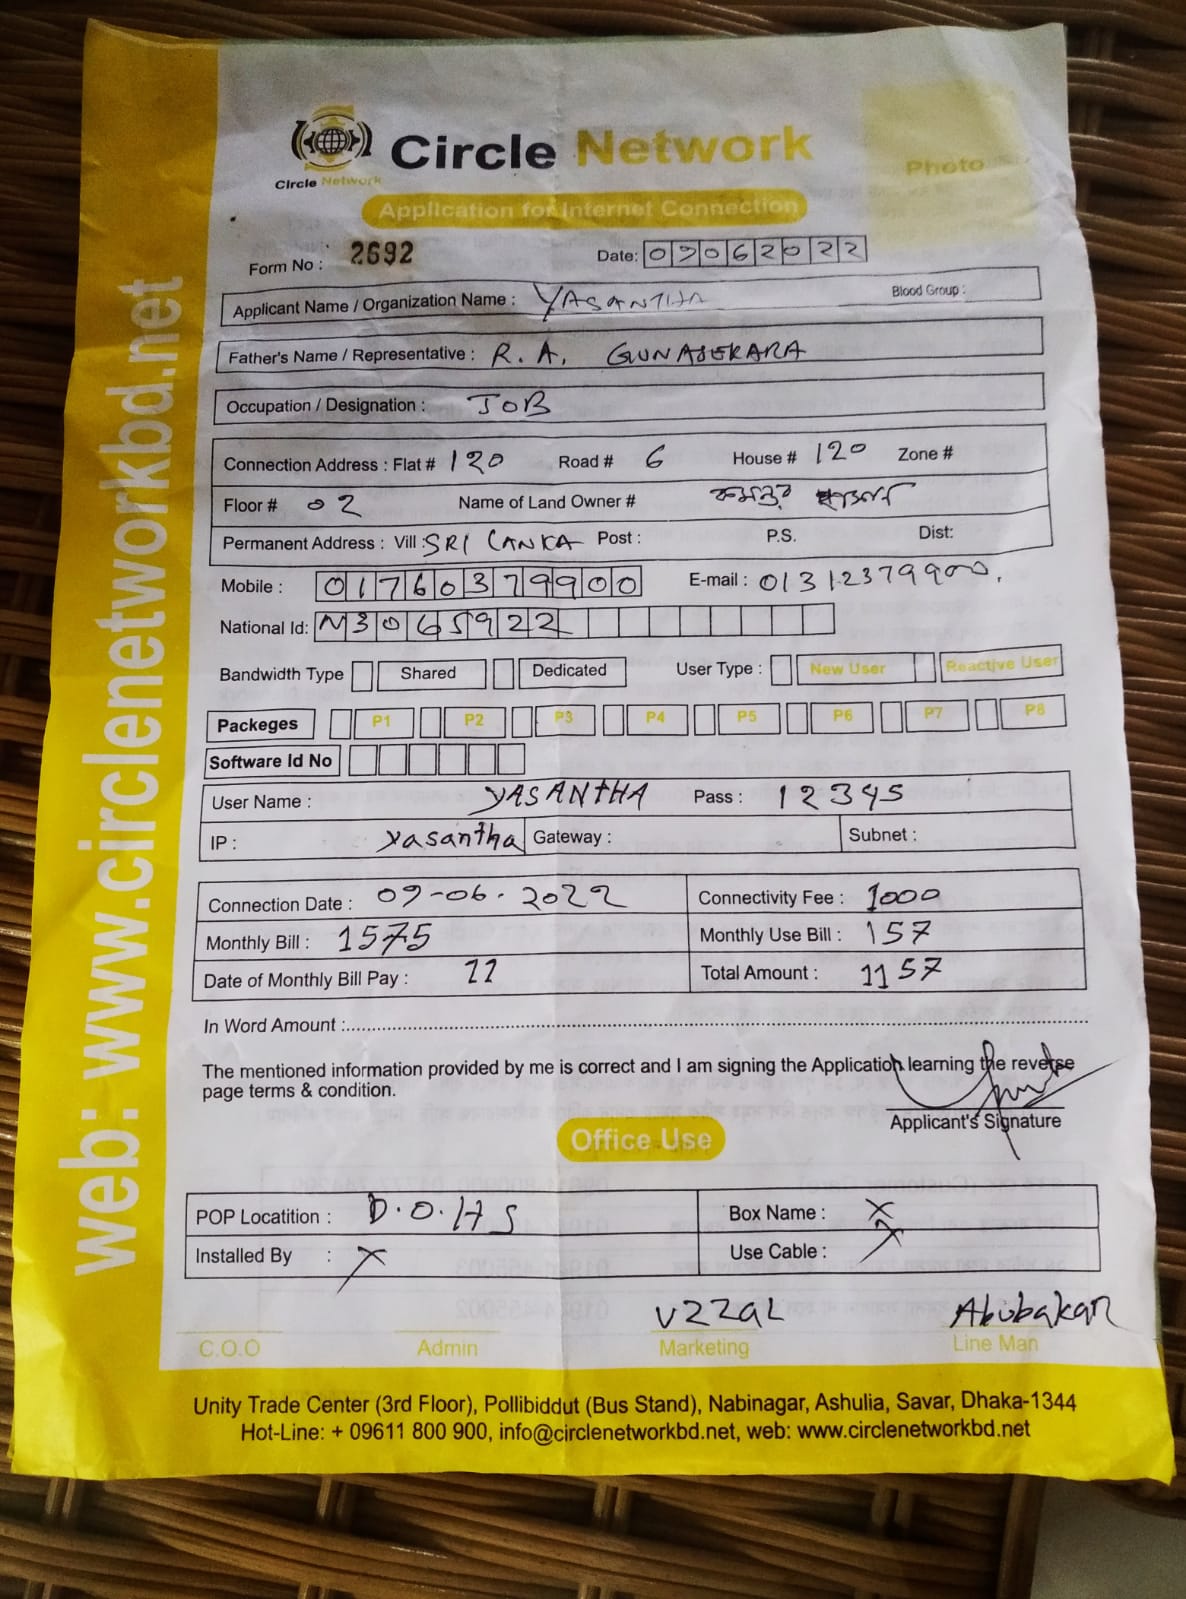 web: www.circlenetworkbd.net
Circle Network
Circle Network
Photo
Application for Internet Connection
Form No : 2692 Date: 09062022
Applicant Name / Organization Name : YASANTHA Blood Group :
Father's Name / Representative : R. A. GUNASEKARA
Occupation / Designation : JOB
Connection Address : Flat # 120 Road # 6 House # 120 Zone #
Floor # 02 Name of Land Owner #
Permanent Address : Vill : SRI LANKA Post : P.S. Dist:
Mobile : 01760379900 E-mail : 01312379900.
National Id: N3065922
Bandwidth Type Shared Dedicated User Type : New User Reactive User
Packeges P1 P2 P3 P4 P5 P6 P7 P8
Software Id No
User Name : YASANTHA Pass : 12345
IP : yasantha Gateway : Subnet :
Connection Date : 09-06-2022 Connectivity Fee : 1000
Monthly Bill : 1575 Monthly Use Bill : 157
Date of Monthly Bill Pay : Total Amount : 1157
In Word Amount :
The mentioned information provided by me is correct and I am signing the Application learning the reverse
page terms & condition.
Applicant's Signature
Office Use
POP Locatition : D.O.H.S Box Name : X
Installed By : X Use Cable : X
UZZAL Abubakar
C.O.O Admin Marketing Line Man
Unity Trade Center (3rd Floor), Pollibiddut (Bus Stand), Nabinagar, Ashulia, Savar, Dhaka-1344
Hot-Line: + 09611 800 900, info@circlenetworkbd.net, web: www.circlenetworkbd.net